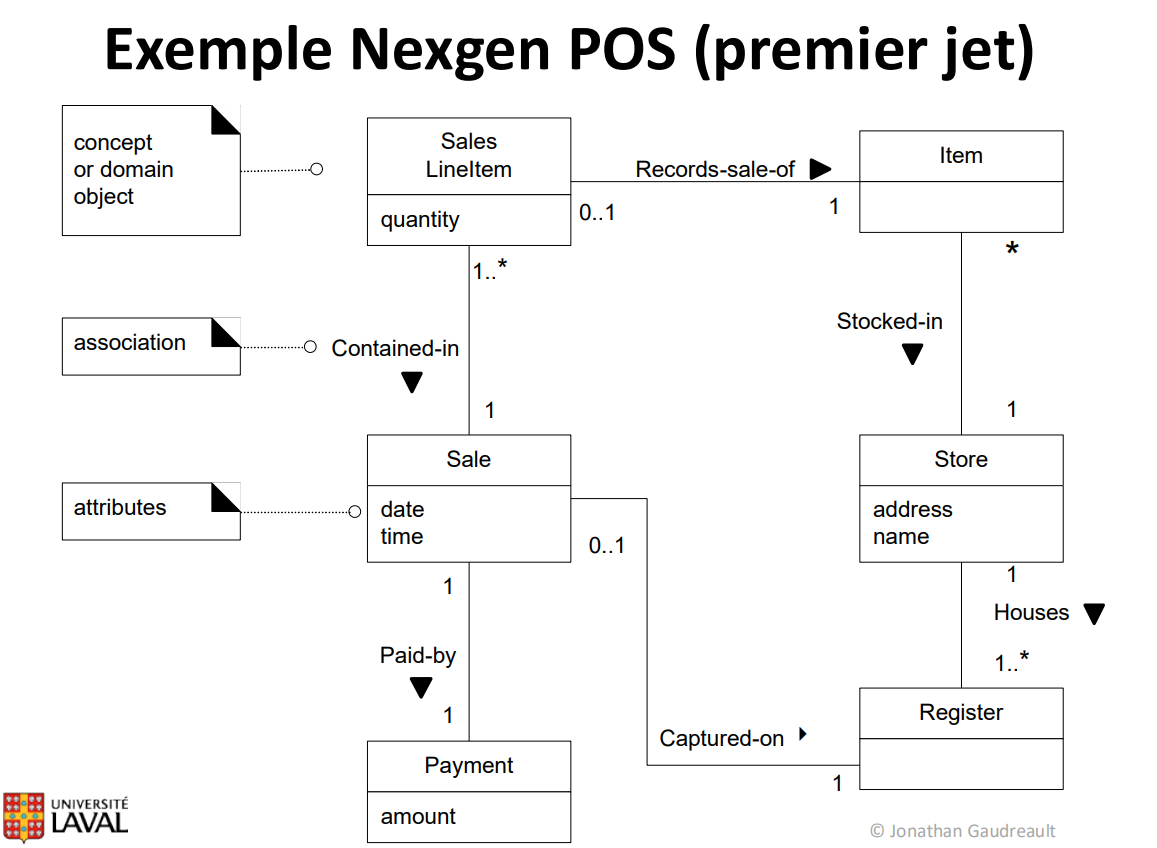 Exemple Nexgen POS (premier jet)
concept
or domain
object
Sales
LineItem
quantity
Records-sale-of
0..1
1
Item
1..*
*
association
Contained-in
Stocked-in
1
1
attributes
Sale
date
time
0..1
Store
address
name
1
1
Houses
Paid-by
1..*
1
Register
Captured-on
1
Payment
amount
UNIVERSITÉ
LAVAL
© Jonathan Gaudreault